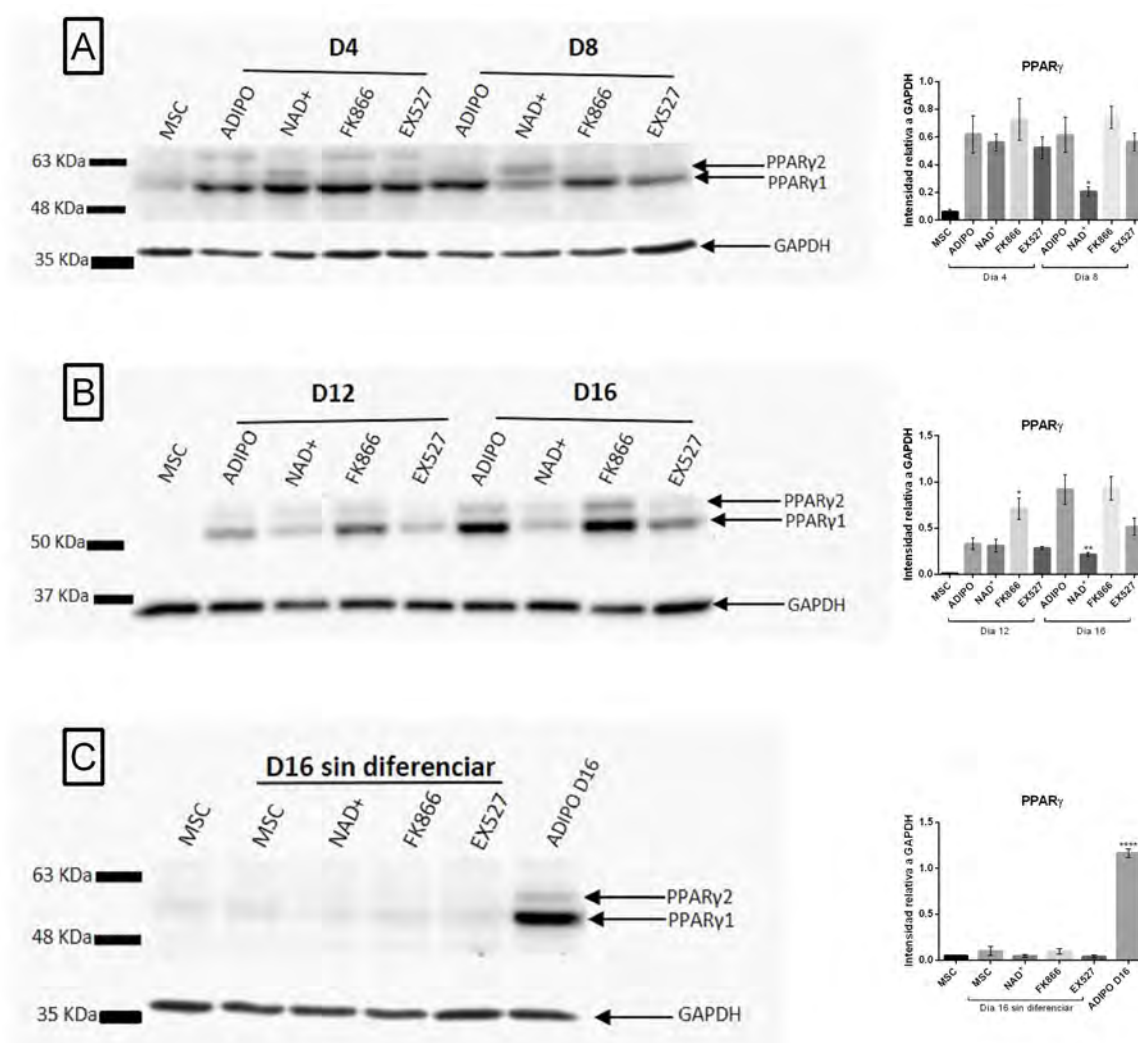 A
D4
D8
MSC
ADIPO
NAD+
FK866
EX527
ADIPO
NAD+
FK866
EX527
63 KDa
48 KDa
35 KDa
PPARγ2
PPARγ1
GAPDH
PPARγ
Intensidad relativa a GAPDH
1.0
0.8
0.6
0.4
0.2
0.0
*
MSC
ADIPO
NAD⁺
FK866
EX527
ADIPO
NAD⁺
FK866
EX527
Dia 4
Dia 8
B
D12
D16
MSC
ADIPO
NAD+
FK866
EX527
ADIPO
NAD+
FK866
EX527
50 KDa
37 KDa
PPARγ2
PPARγ1
GAPDH
PPARγ
Intensidad relativa a GAPDH
1.5
1.0
0.5
0.0
*
**
MSC
ADIPO
NAD⁺
FK866
EX527
ADIPO
NAD⁺
FK866
EX527
Dia 12
Dia 16
C
D16 sin diferenciar
MSC
MSC
NAD+
FK866
EX527
ADIPO D16
63 KDa
48 KDa
35 KDa
PPARγ2
PPARγ1
GAPDH
PPARγ
Intensidad relativa a GAPDH
1.5
1.0
0.5
0.0
****
MSC
MSC
NAD⁺
FK866
EX527
ADIPO D16
Dia 16 sin diferenciar